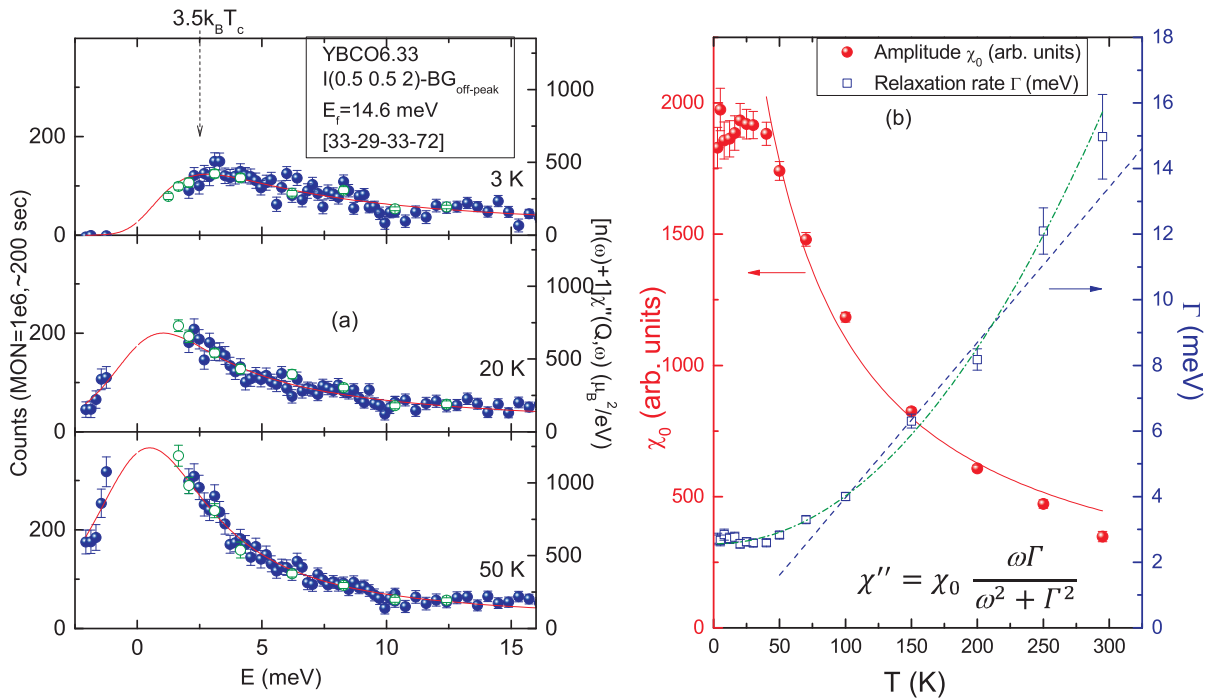 3.5k_BT_c
YBCO6.33
I(0.5 0.5 2)-BG_off-peak
E_f=14.6 meV
[33-29-33-72]
3 K
20 K
50 K
(a)
0
200
0
200
0
200
0
500
1000
0
500
1000
0
500
1000
0
5
10
15
E (meV)
Counts (MON=1e6,~200 sec)
[n(ω)+1]χ''(Q,ω) (μ_B^2/eV)
Amplitude χ_0 (arb. units)
Relaxation rate Γ (meV)
(b)
χ'' = χ_0 ωΓ / (ω^2 + Γ^2)
0
500
1000
1500
2000
χ_0 (arb. units)
0
50
100
150
200
250
300
T (K)
0
2
4
6
8
10
12
14
16
18
Γ (meV)